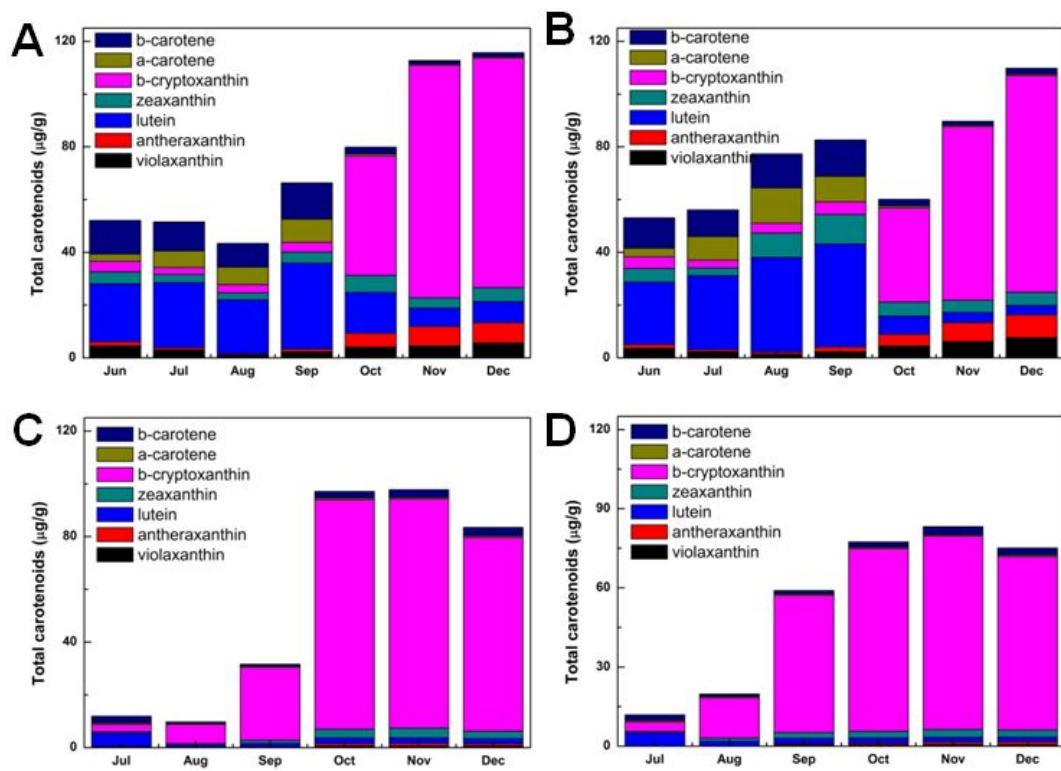 A
Total carotenoids (µg/g)
120
80
40
0
b-carotene
a-carotene
b-cryptoxanthin
zeaxanthin
lutein
antheraxanthin
violaxanthin
Jun Jul Aug Sep Oct Nov Dec
B
Total carotenoids (µg/g)
120
80
40
0
b-carotene
a-carotene
b-cryptoxanthin
zeaxanthin
lutein
antheraxanthin
violaxanthin
Jun Jul Aug Sep Oct Nov Dec
C
Total carotenoids (µg/g)
120
80
40
0
b-carotene
a-carotene
b-cryptoxanthin
zeaxanthin
lutein
antheraxanthin
violaxanthin
Jul Aug Sep Oct Nov Dec
D
Total carotenoids (µg/g)
120
90
60
30
0
b-carotene
a-carotene
b-cryptoxanthin
zeaxanthin
lutein
antheraxanthin
violaxanthin
Jul Aug Sep Oct Nov Dec